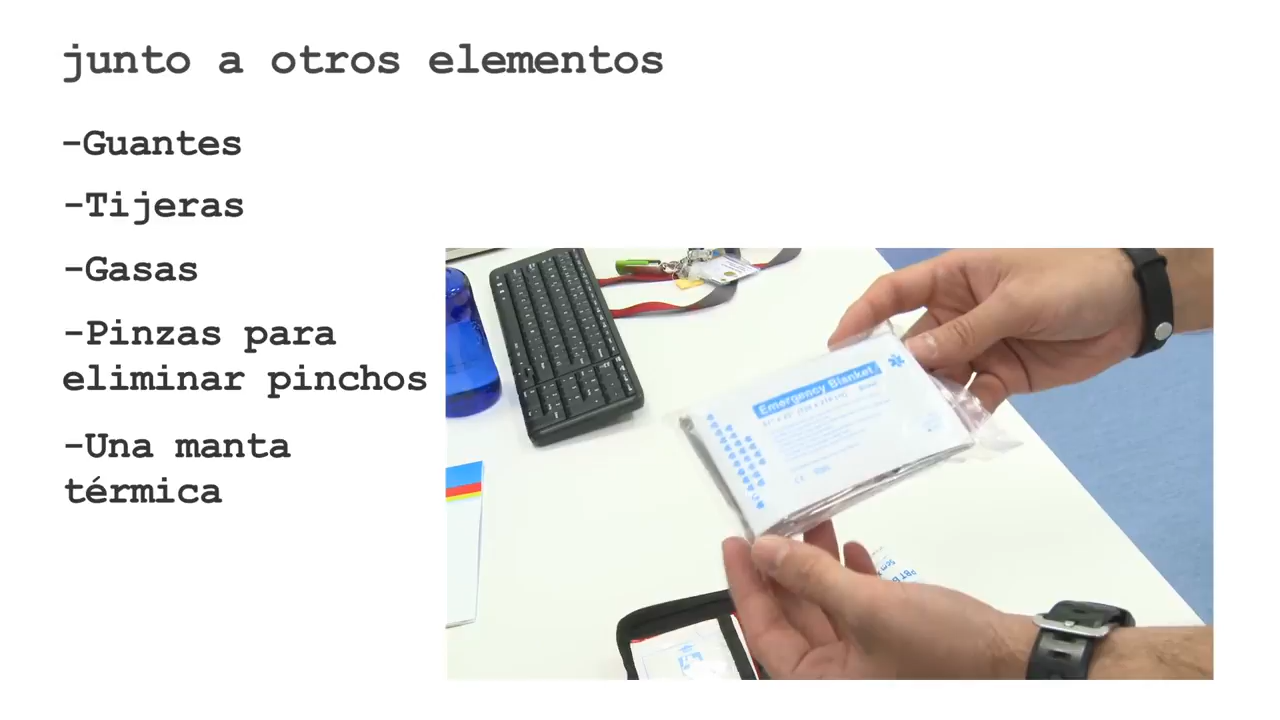 junto a otros elementos
-Guantes
-Tijeras
-Gasas
-Pinzas para
eliminar pinchos
-Una manta
térmica
Emergency Blanket